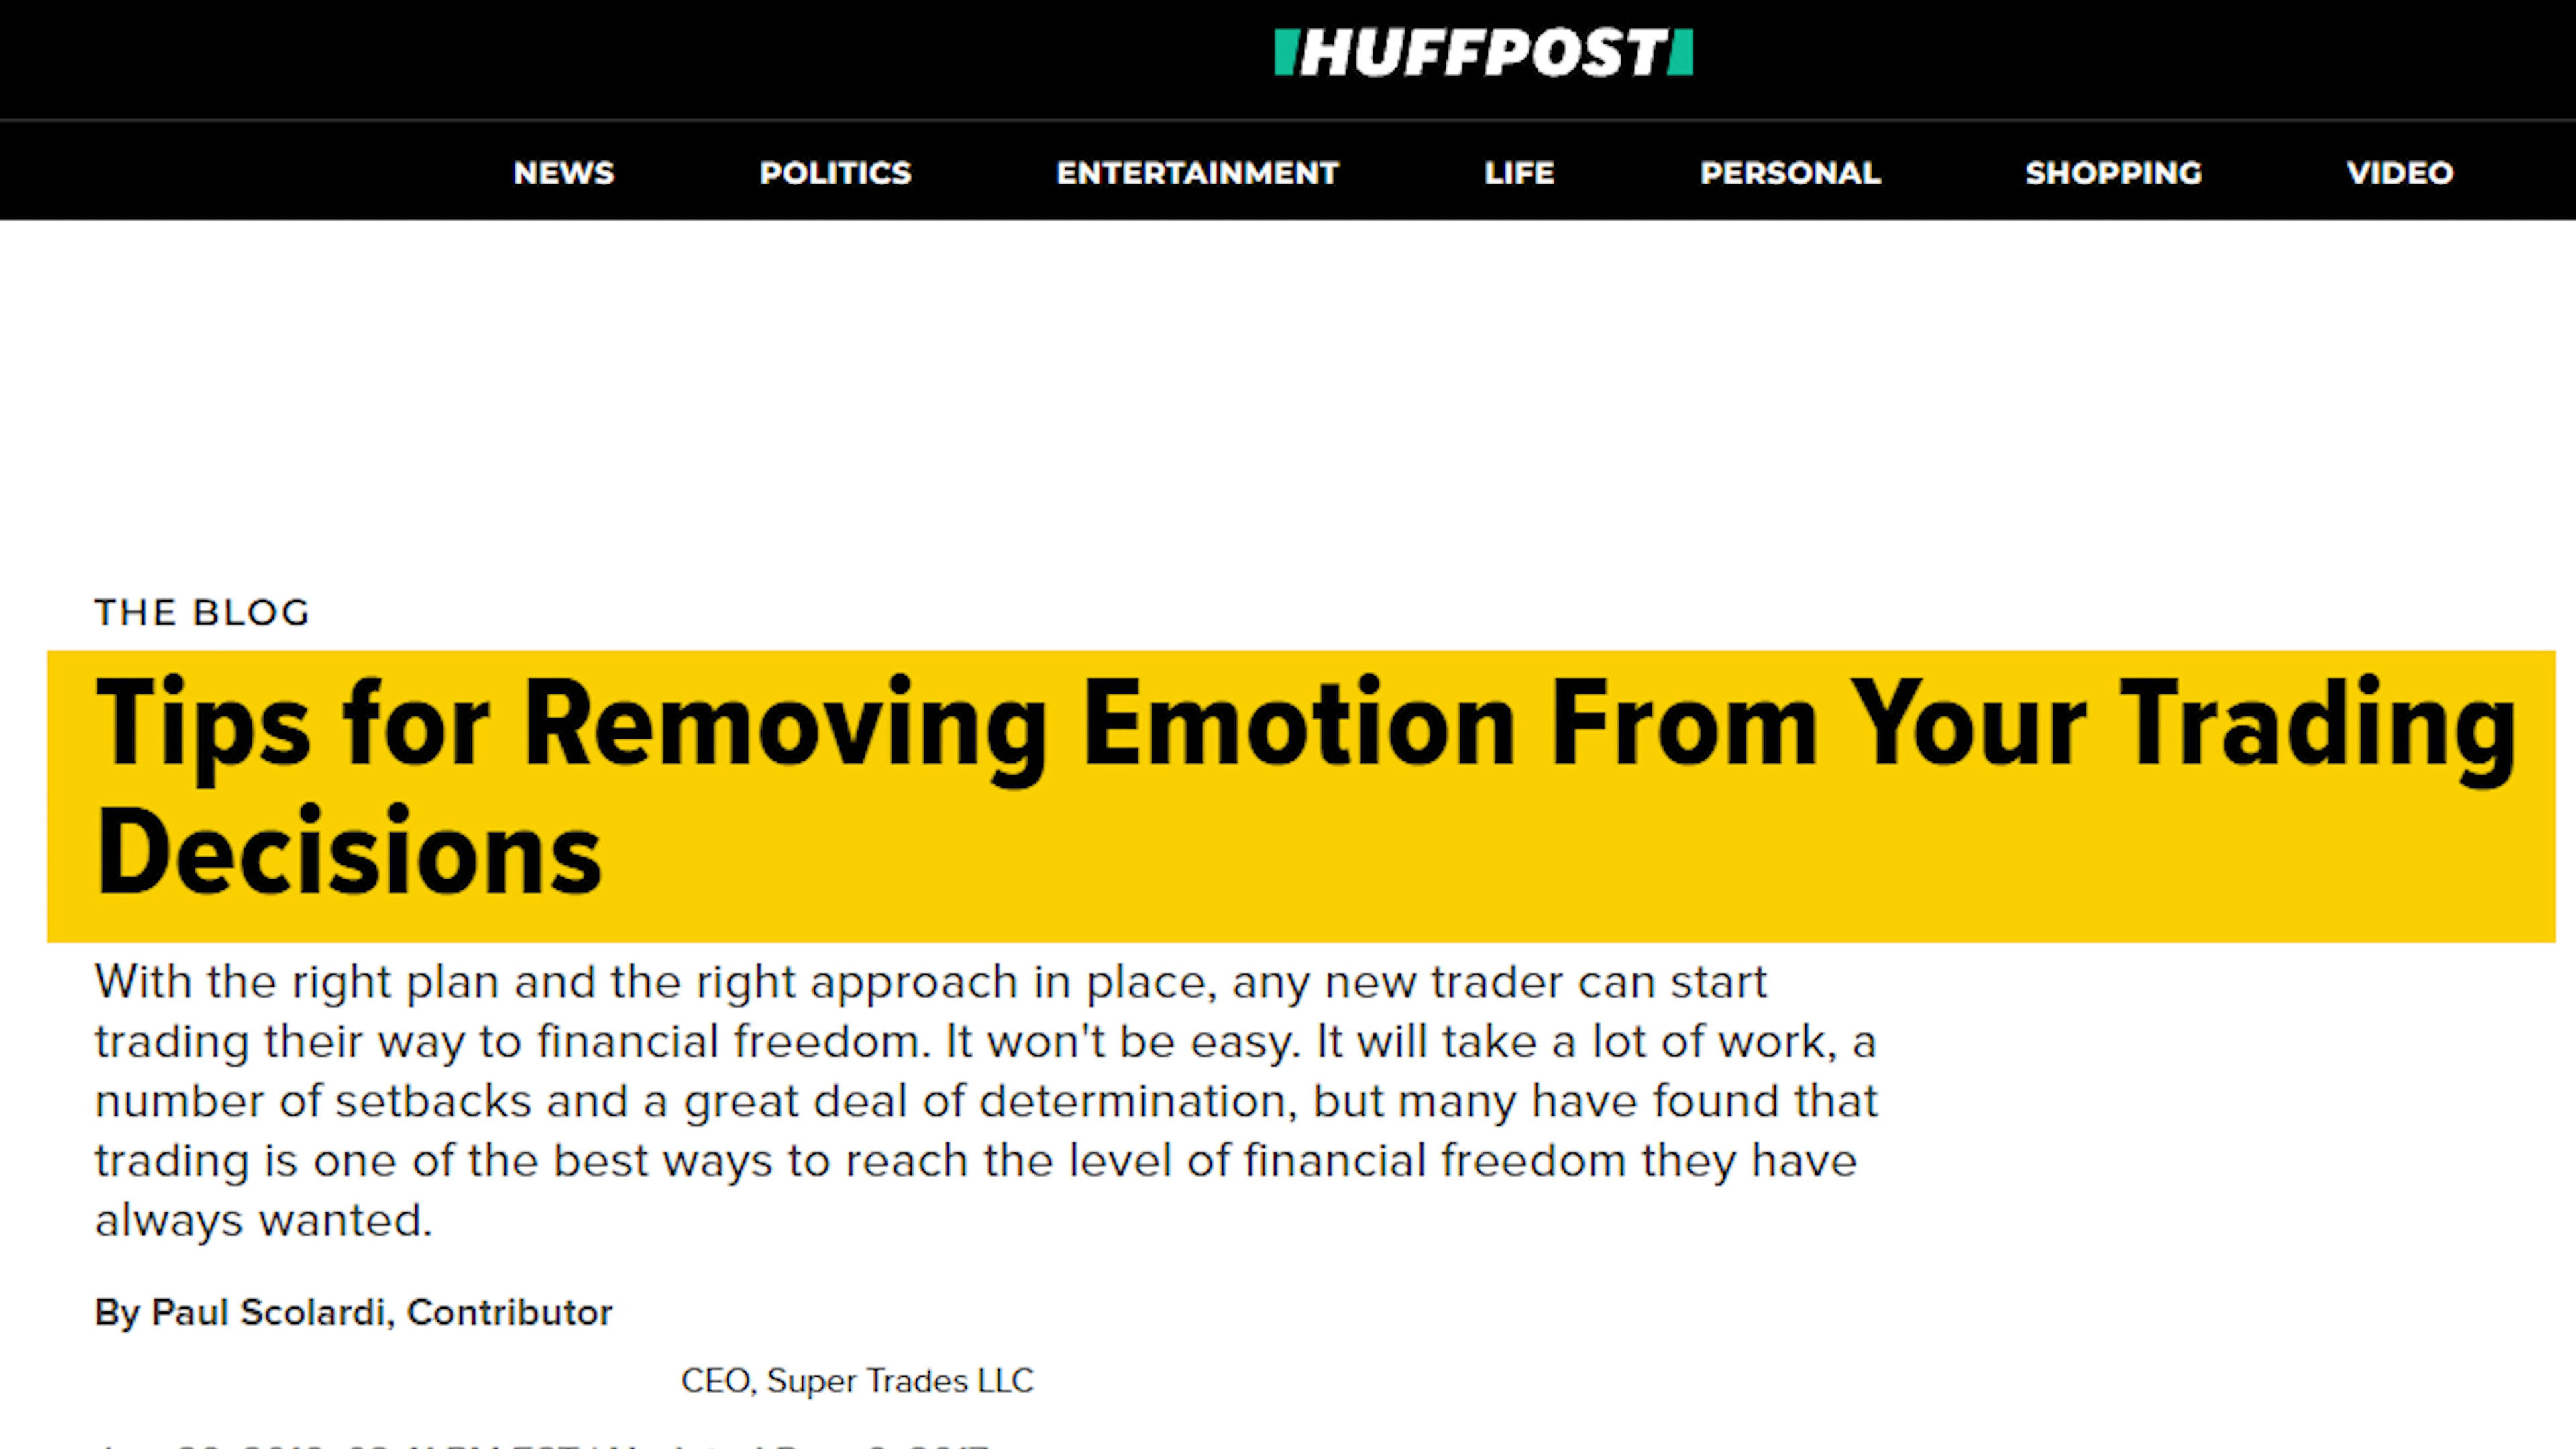 HUFFPOST
NEWS POLITICS ENTERTAINMENT LIFE PERSONAL SHOPPING VIDEO
THE BLOG
Tips for Removing Emotion From Your Trading
Decisions
With the right plan and the right approach in place, any new trader can start
trading their way to financial freedom. It won't be easy. It will take a lot of work, a
number of setbacks and a great deal of determination, but many have found that
trading is one of the best ways to reach the level of financial freedom they have
always wanted.
By Paul Scolardi, Contributor
CEO, Super Trades LLC